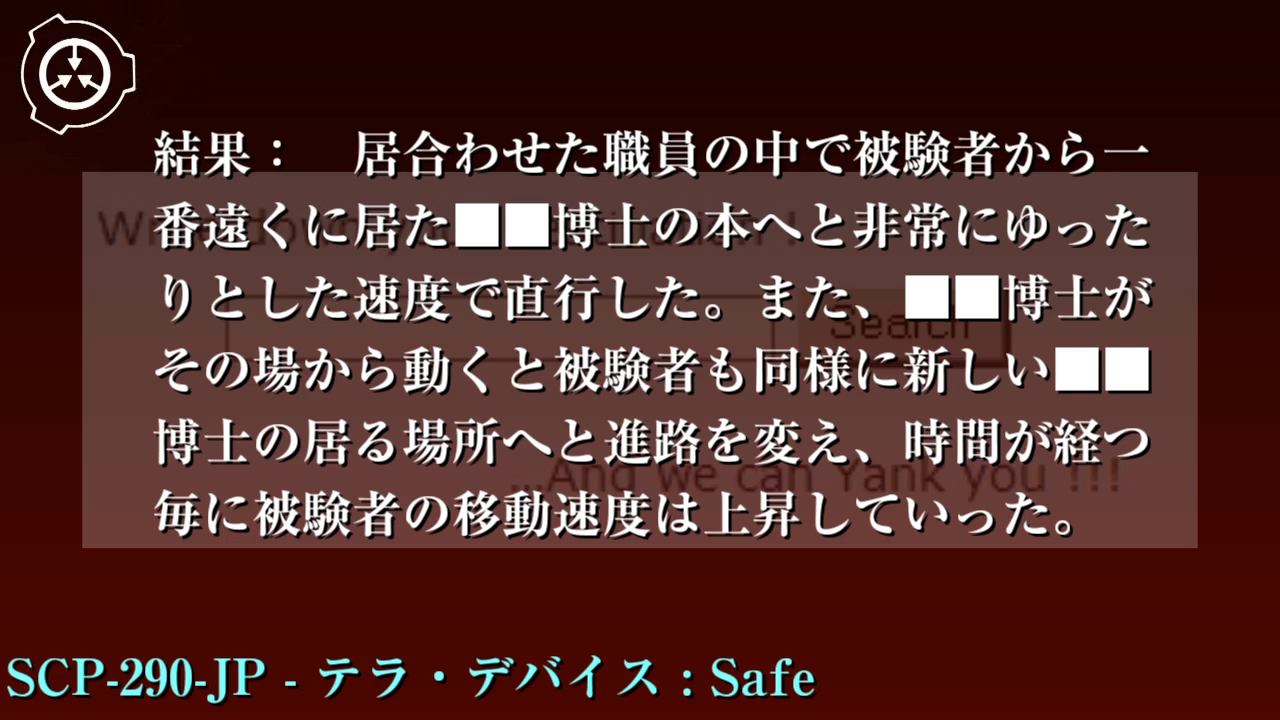 結果：　居合わせた職員の中で被験者から一
番遠くに居た■■博士の本へと非常にゆった
りとした速度で直行した。また、■■博士が
その場から動くと被験者も同様に新しい■■
博士の居る場所へと進路を変え、時間が経つ
毎に被験者の移動速度は上昇していった。
Search
...And we can Yank you !!!
SCP-290-JP - テラ・デバイス : Safe